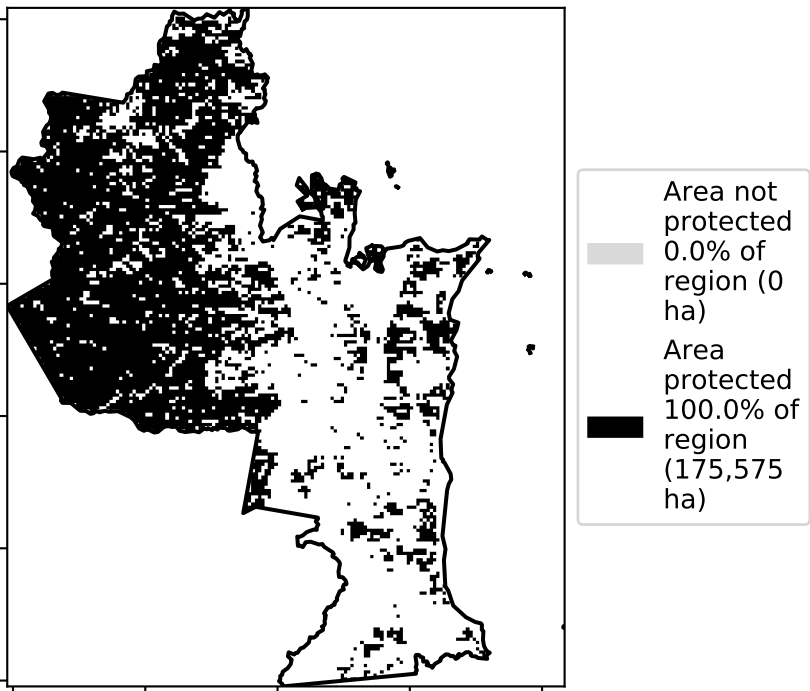 Area not
protected
0.0% of
region (0
ha)
Area
protected
100.0% of
region
(175,575
ha)